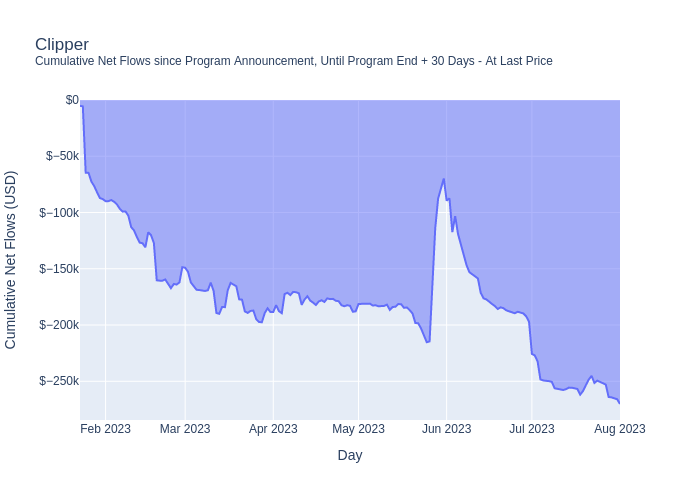 Clipper
Cumulative Net Flows since Program Announcement, Until Program End + 30 Days - At Last Price
Cumulative Net Flows (USD)
$0
$−50k
$−100k
$−150k
$−200k
$−250k
Feb 2023 Mar 2023 Apr 2023 May 2023 Jun 2023 Jul 2023 Aug 2023
Day